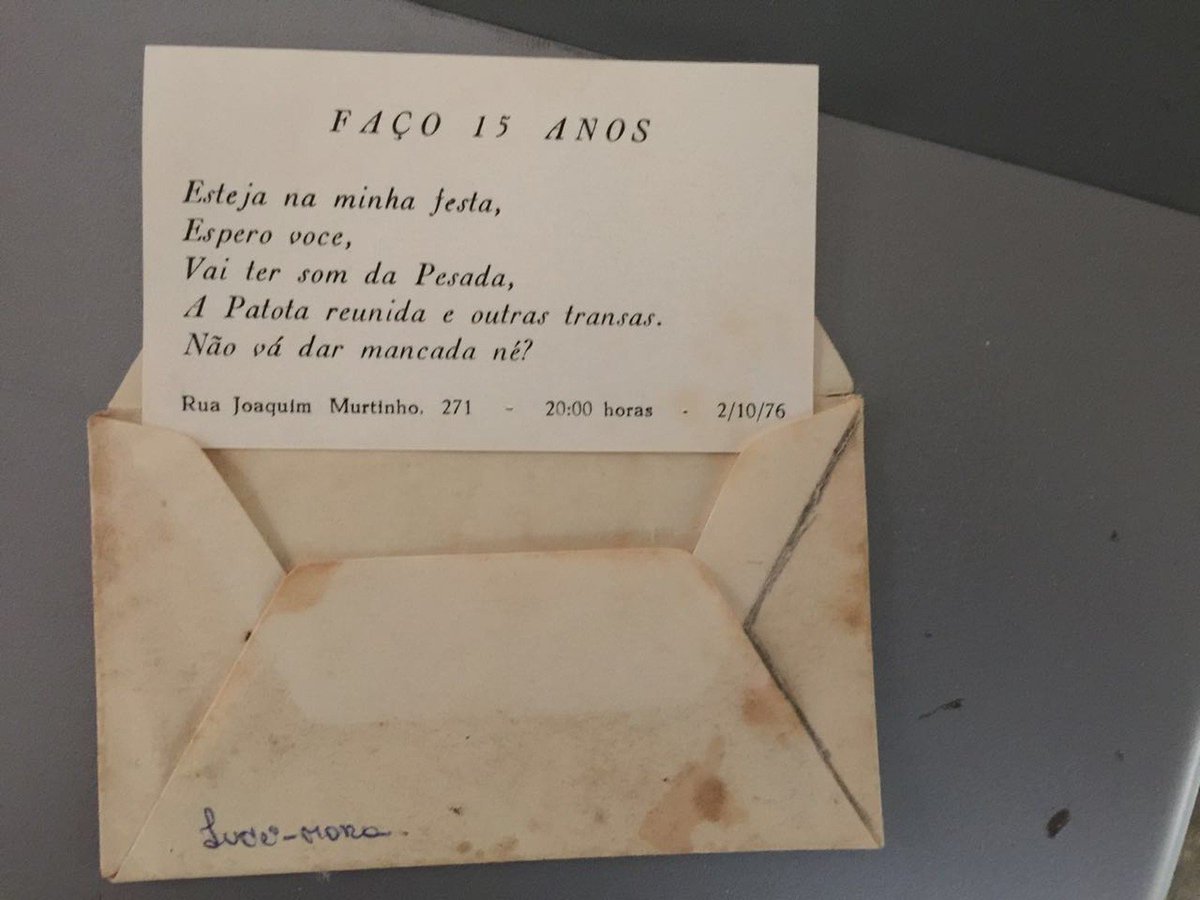 FAÇO 15 ANOS
Esteja na minha festa,
Espero voce,
Vai ter som da Pesada,
A Patota reunida e outras transas.
Não vá dar mancada né?
Rua Joaquim Murtinho, 271 - 20:00 horas - 2/10/76